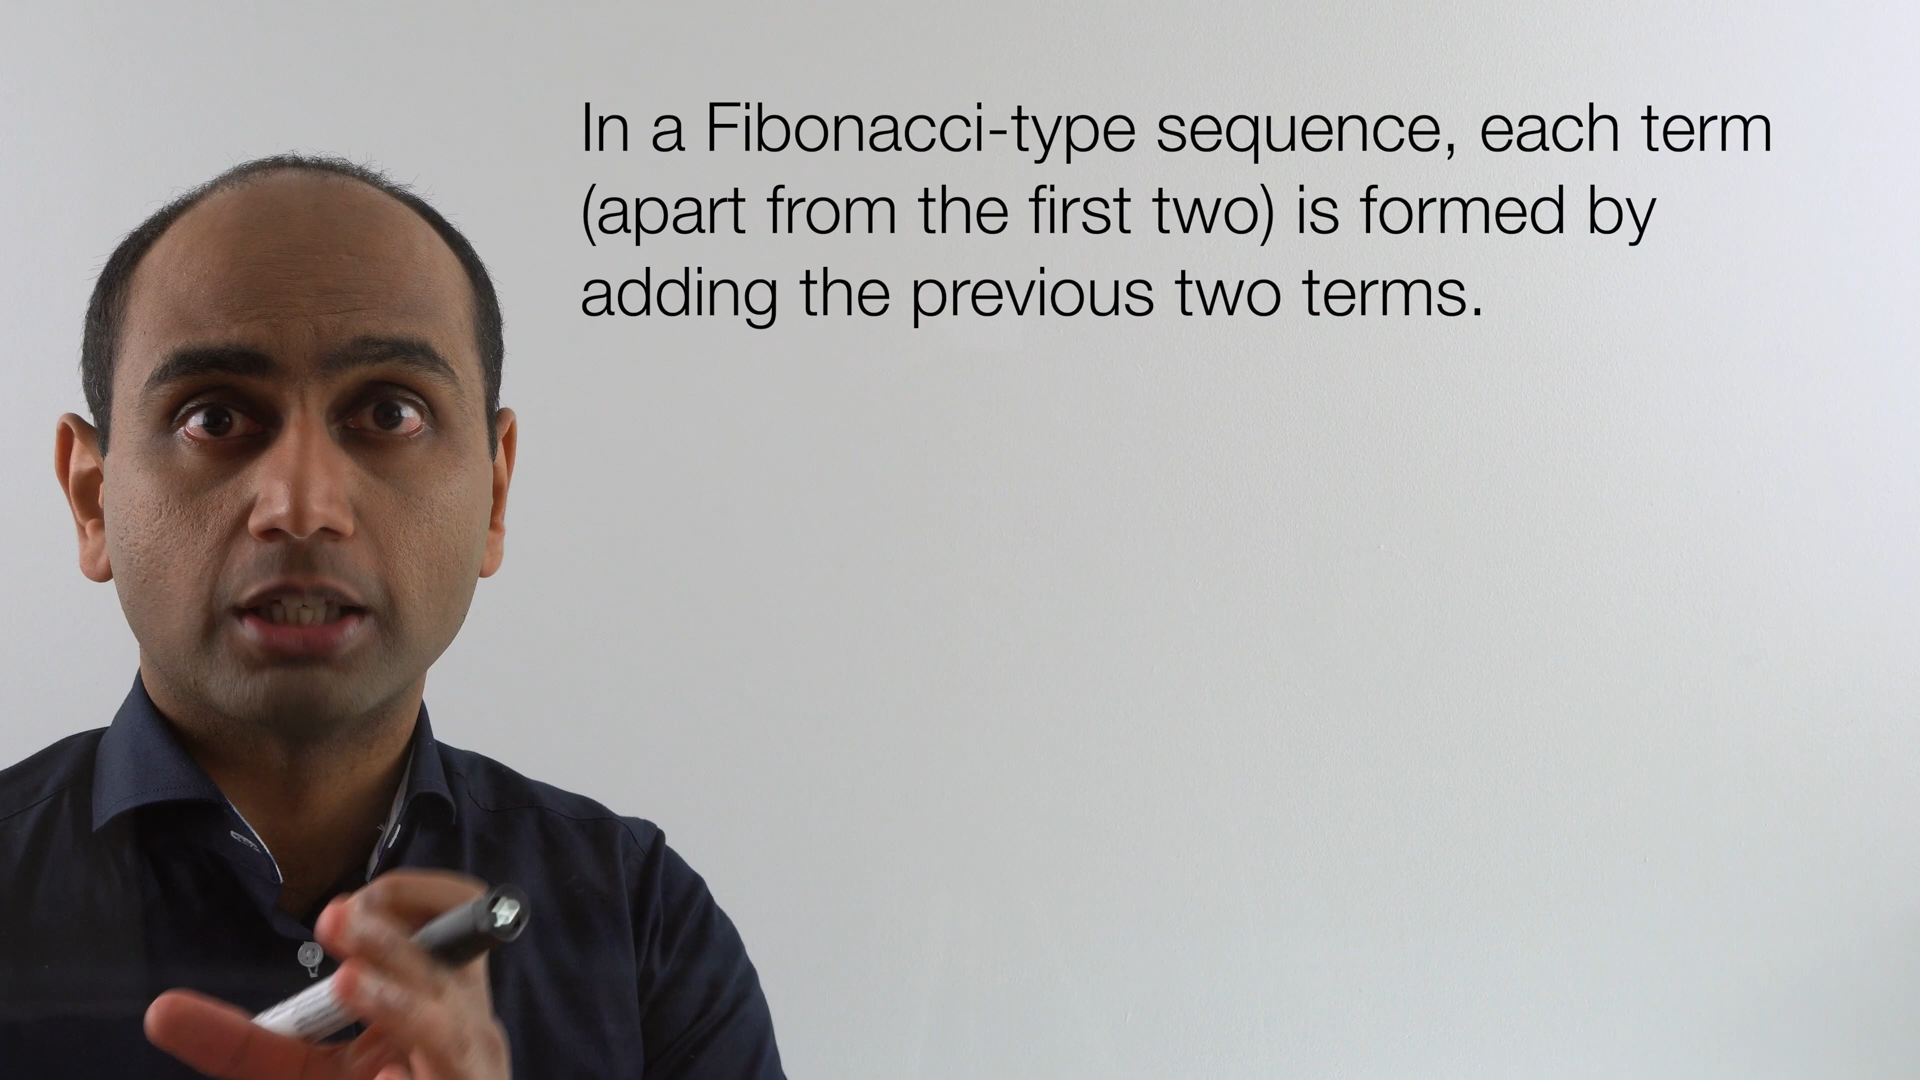 In a Fibonacci-type sequence, each term
(apart from the first two) is formed by
adding the previous two terms.